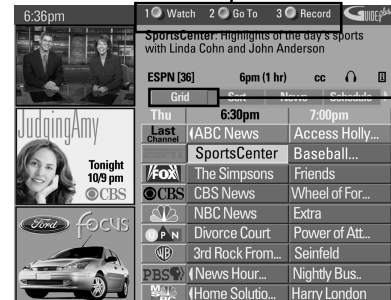 6:36pm
1 Watch 2 Go To 3 Record GUIDE plus
SportsCenter: Highlights of the day's sports
with Linda Cohn and John Anderson
ESPN [36] 6pm (1 hr) cc
Grid Sort News Schedule
Thu 6:30pm 7:00pm
Last Channel ABC News Access Holly...
SportsCenter Baseball...
FOX The Simpsons Friends
CBS CBS News Wheel of For...
NBC News Extra
UPN Divorce Court Power of Att...
WB 3rd Rock From... Seinfeld
PBS News Hour... Nightly Bus..
Home Solutio... Harry London
JudgingAmy
Tonight
10/9 pm
CBS
Ford focus